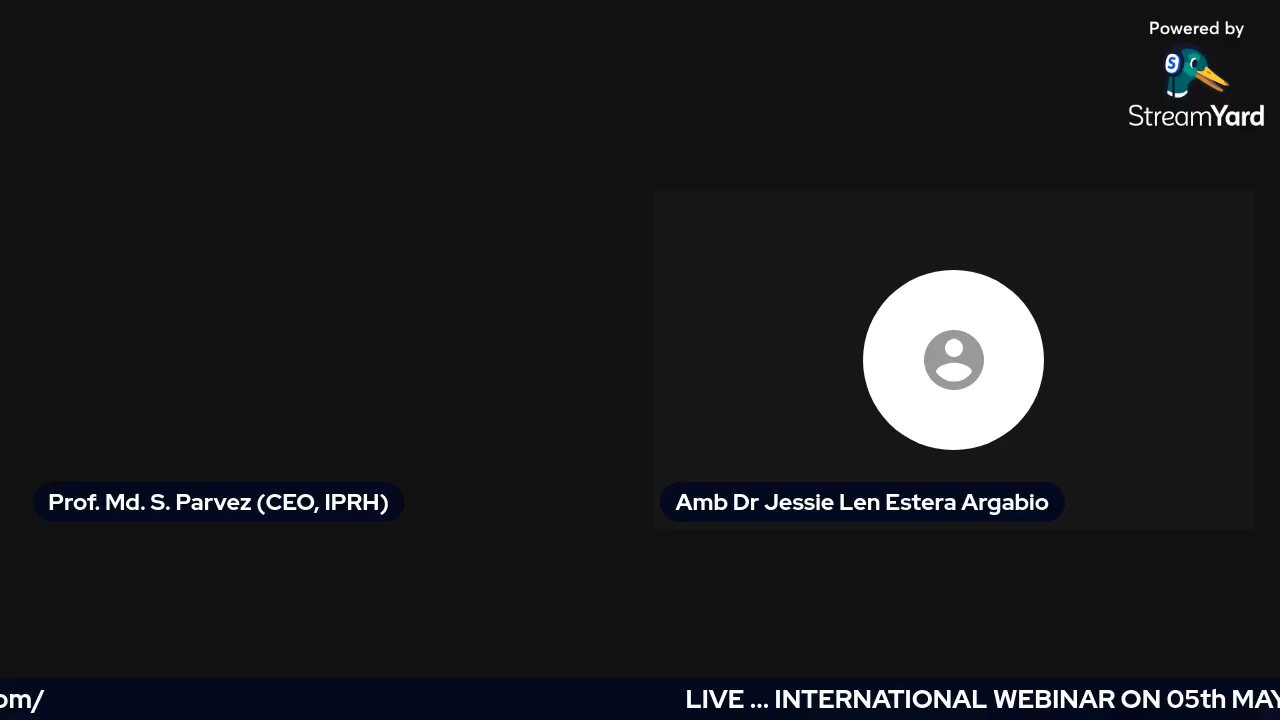 Powered by
S
StreamYard
Prof. Md. S. Parvez (CEO, IPRH)
Amb Dr Jessie Len Estera Argabio
om/
LIVE ... INTERNATIONAL WEBINAR ON 05th MAY